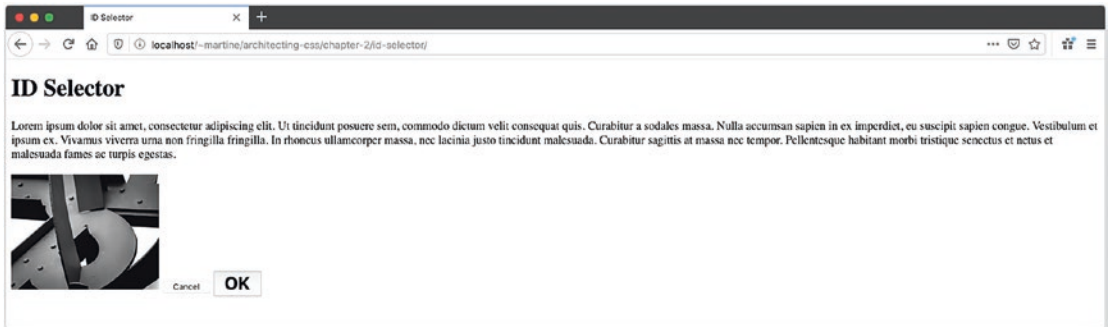 ID Selector
localhost/~martine/architecting-css/chapter-2/id-selector/
ID Selector
Lorem ipsum dolor sit amet, consectetur adipiscing elit. Ut tincidunt posuere sem, commodo dictum velit consequat quis. Curabitur a sodales massa. Nulla accumsan sapien in ex imperdiet, eu suscipit sapien congue. Vestibulum et
ipsum ex. Vivamus viverra urna non fringilla fringilla. In rhoncus ullamcorper massa, nec lacinia justo tincidunt malesuada. Curabitur sagittis at massa nec tempor. Pellentesque habitant morbi tristique senectus et netus et
malesuada fames ac turpis egestas.
Cancel OK